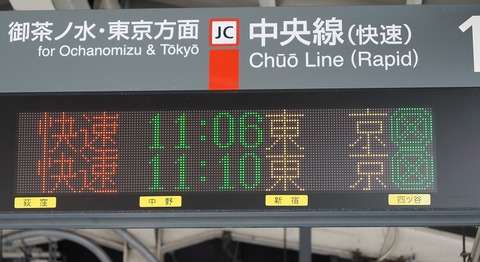 御茶ノ水・東京方面
for Ochanomizu & Tōkyō
JC
中央線(快速)
Chūō Line (Rapid)
1
快速 11:06 東京
快速 11:10 東京
荻窪 中野 新宿 四ツ谷